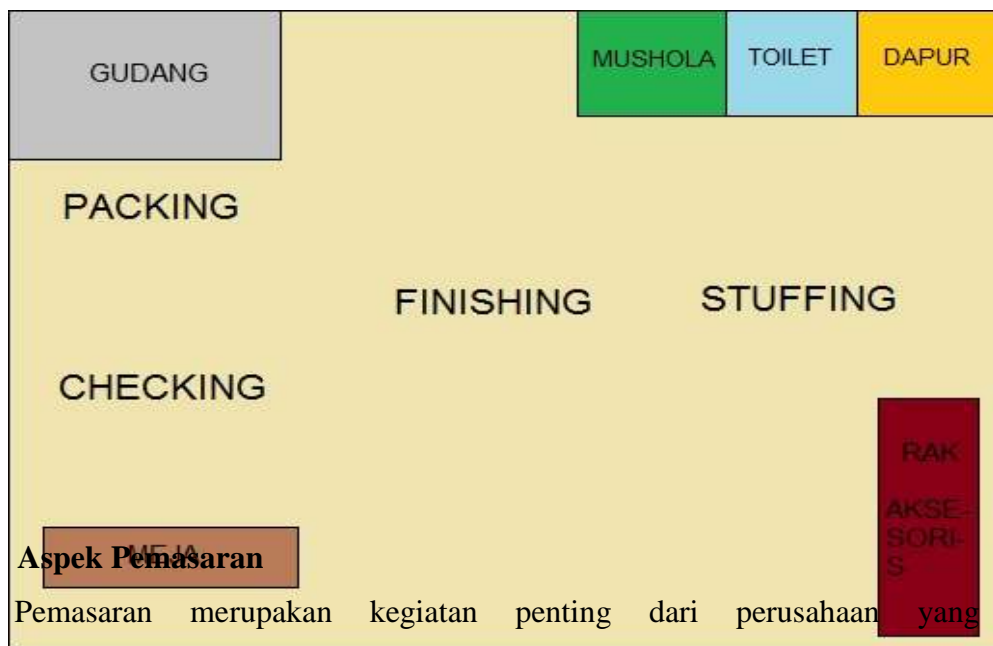 GUDANG
MUSHOLA
TOILET
DAPUR
PACKING
FINISHING
STUFFING
CHECKING
RAK
AKSE-
SORI-
S
MEJA
Aspek Pemasaran
Pemasaran merupakan kegiatan penting dari perusahaan yang